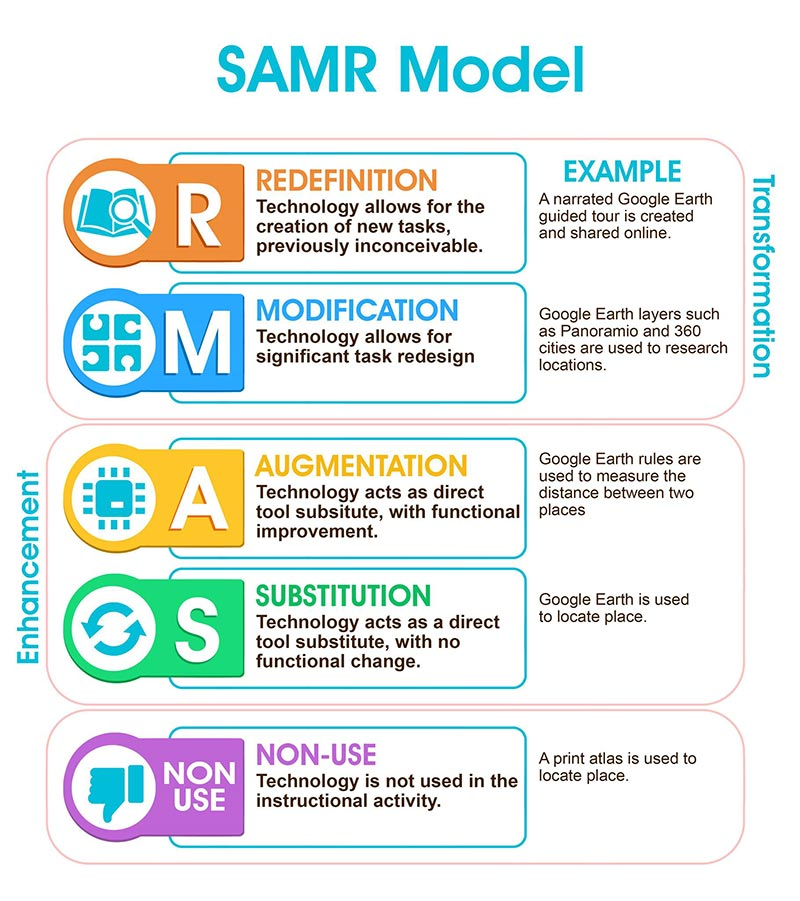 SAMR Model
R
REDEFINITION
Technology allows for the
creation of new tasks,
previously inconceivable.
EXAMPLE
A narrated Google Earth
guided tour is created
and shared online.
Transformation
M
MODIFICATION
Technology allows for
significant task redesign
Google Earth layers such
as Panoramio and 360
cities are used to research
locations.
Enhancement
A
AUGMENTATION
Technology acts as direct
tool subsitute, with functional
improvement.
Google Earth rules are
used to measure the
distance between two
places
S
SUBSTITUTION
Technology acts as a direct
tool substitute, with no
functional change.
Google Earth is used
to locate place.
NON
USE
NON-USE
Technology is not used in the
instructional activity.
A print atlas is used to
locate place.